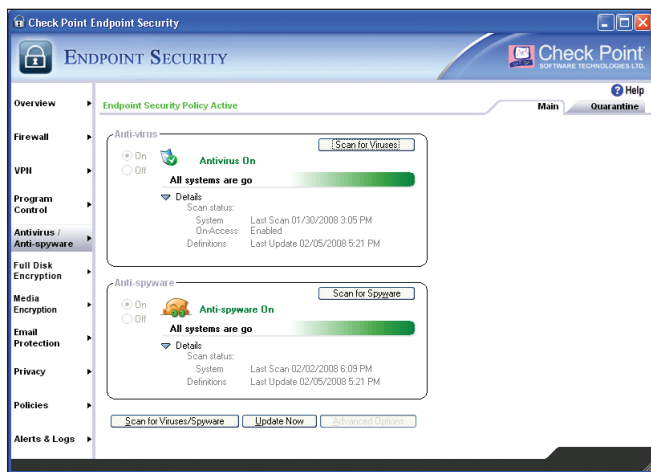 Check Point Endpoint Security
ENDPOINT SECURITY
Check Point
SOFTWARE TECHNOLOGIES LTD.
Help
Overview
Endpoint Security Policy Active
Main
Quarantine
Firewall
VPN
Program
Control
Antivirus /
Anti-spyware
Full Disk
Encryption
Media
Encryption
Email
Protection
Privacy
Policies
Alerts & Logs
Anti-virus
Scan for Viruses
On
Off
Antivirus On
All systems are go
Details
Scan status:
System Last Scan 01/30/2008 3:05 PM
On-Access Enabled
Definitions Last Update 02/05/2008 5:21 PM
Anti-spyware
Scan for Spyware
On
Off
Anti-spyware On
All systems are go
Details
Scan status:
System Last Scan 02/02/2008 6:09 PM
Definitions Last Update 02/05/2008 5:21 PM
Scan for Viruses/Spyware
Update Now
Advanced Options